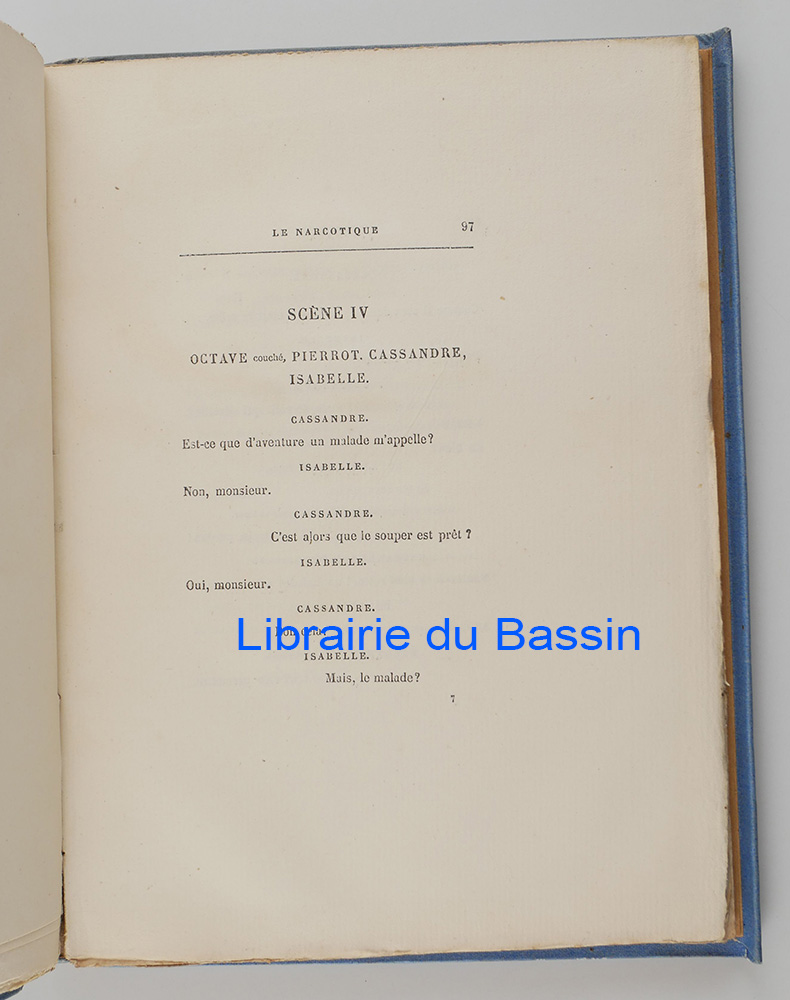 LE NARCOTIQUE 97
SCÈNE IV
OCTAVE couché, PIERROT, CASSANDRE,
ISABELLE.
CASSANDRE.
Est-ce que d'aventure un malade m'appelle?
ISABELLE.
Non, monsieur.
CASSANDRE.
C'est alors que le souper est prêt?
ISABELLE.
Oui, monsieur.
CASSANDRE.
Librairie du Bassin
ISABELLE.
Mais, le malade?
7